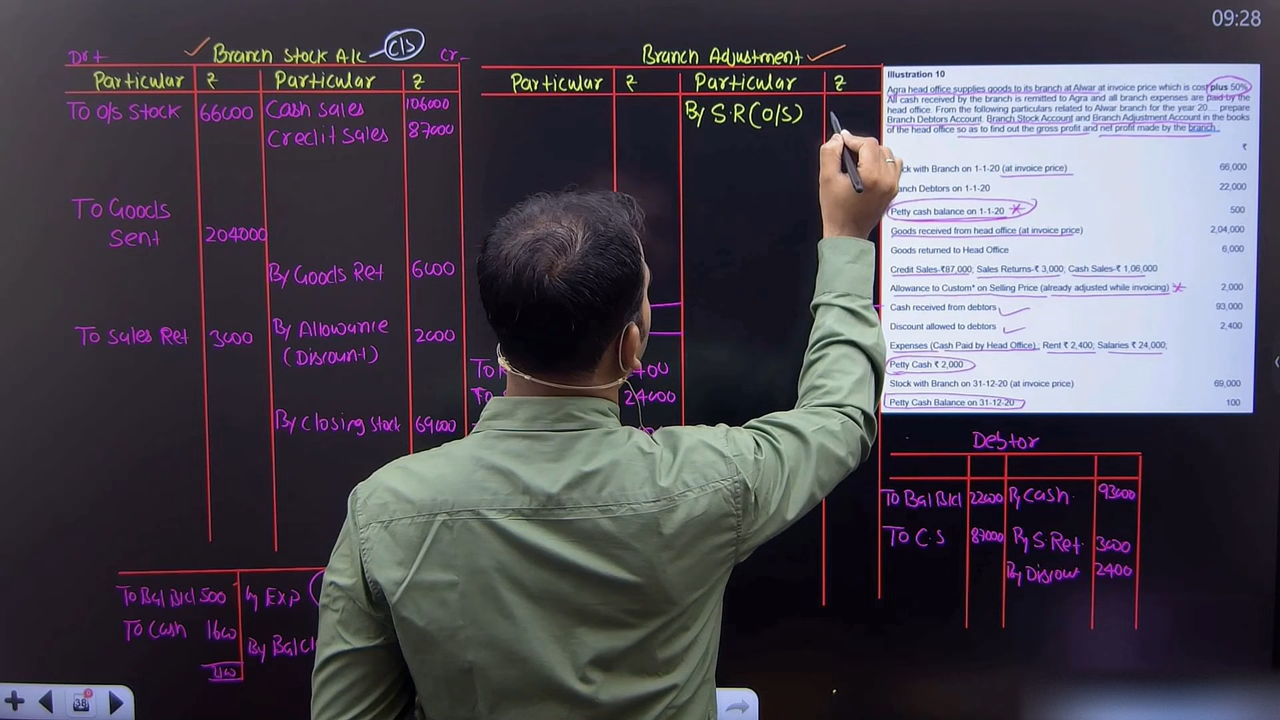 09:28
Dr + Branch Stock A/c C/S Cr -
Particular ₹ Particular ₹
To O/s Stock 66000 Cash sales 106000
Credit Sales 87000
To Goods
Sent 204000
By Goods Ret 6000
To Sales Ret 3000 By Allowance 2000
(Discount)
By Closing Stock 69000
Branch Adjustment
Particular ₹ Particular ₹
By S.R (O/S)
24000
Illustration 10
Agra head office supplies goods to its branch at Alwar at invoice price which is cost plus 50%.
All cash received by the branch is remitted to Agra and all branch expenses are paid by the
head office. From the following particulars related to Alwar branch for the year 20.... prepare
Branch Debtors Account, Branch Stock Account and Branch Adjustment Account in the books
of the head office so as to find out the gross profit and net profit made by the branch.
₹
with Branch on 1-1-20 (at invoice price) 66,000
Debtors on 1-1-20 22,000
Petty cash balance on 1-1-20 500
Goods received from head office (at invoice price) 2,04,000
Goods returned to Head Office 6,000
Credit Sales-₹87,000; Sales Returns-₹ 3,000; Cash Sales-₹ 1,06,000
Allowance to Custom* on Selling Price (already adjusted while invoicing) 2,000
Cash received from debtors 93,000
Discount allowed to debtors 2,400
Expenses (Cash Paid by Head Office) ; Rent ₹ 2,400; Salaries ₹ 24,000;
Petty Cash ₹ 2,000
Stock with Branch on 31-12-20 (at invoice price) 69,000
Petty Cash Balance on 31-12-20 100
Debtor
To Bal B/d 22000 By Cash 93000
To C.S 87000 By S.Ret. 3000
By Discount 2400
To Bal B/d 500 By Exp
To Cash By Bal C
38